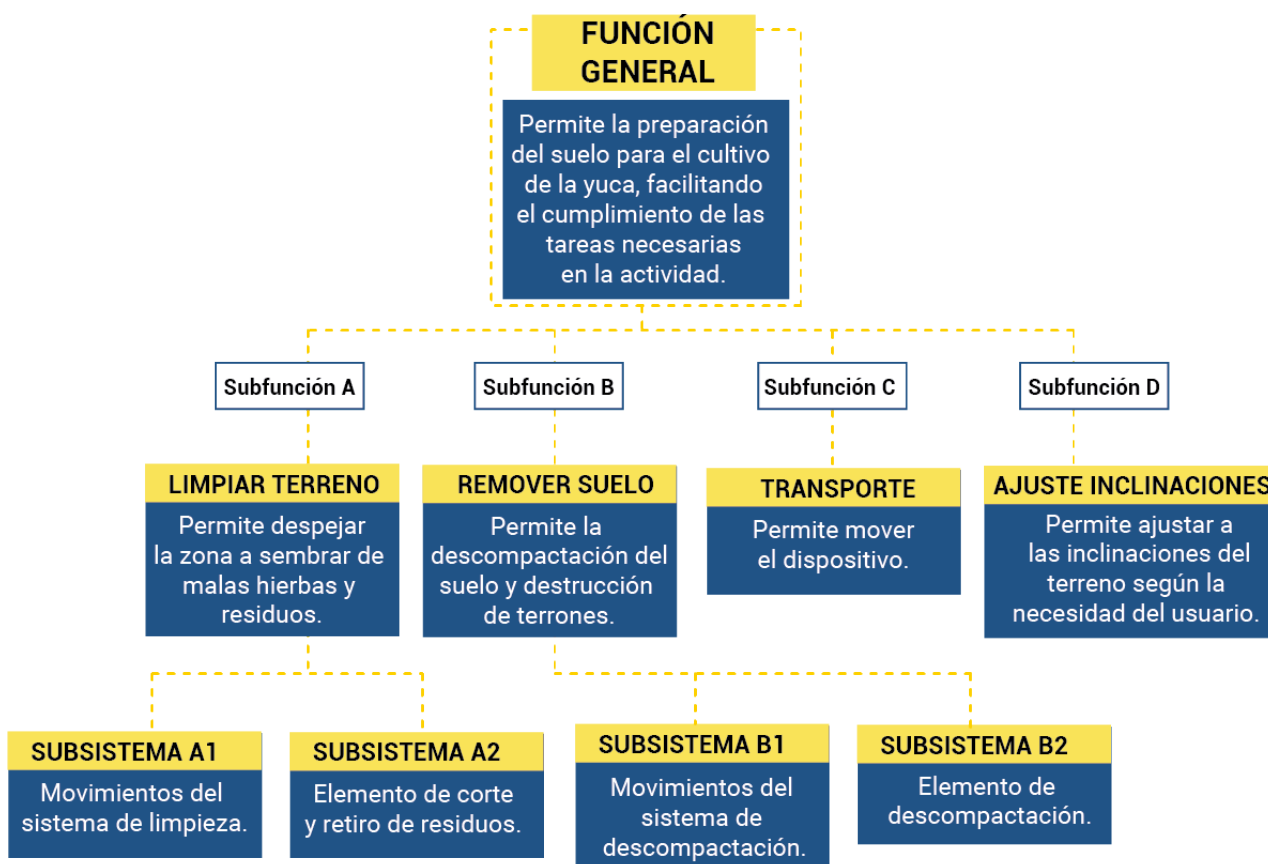 FUNCIÓN
GENERAL
Permite la preparación
del suelo para el cultivo
de la yuca, facilitando
el cumplimiento de las
tareas necesarias
en la actividad.
Subfunción A
Subfunción B
Subfunción C
Subfunción D
LIMPIAR TERRENO
Permite despejar
la zona a sembrar de
malas hierbas y
residuos.
REMOVER SUELO
Permite la
descompactación del
suelo y destrucción
de terrones.
TRANSPORTE
Permite mover
el dispositivo.
AJUSTE INCLINACIONES
Permite ajustar a
las inclinaciones del
terreno según la
necesidad del usuario.
SUBSISTEMA A1
Movimientos del
sistema de limpieza.
SUBSISTEMA A2
Elemento de corte
y retiro de residuos.
SUBSISTEMA B1
Movimientos del
sistema de
descompactación.
SUBSISTEMA B2
Elemento de
descompactación.